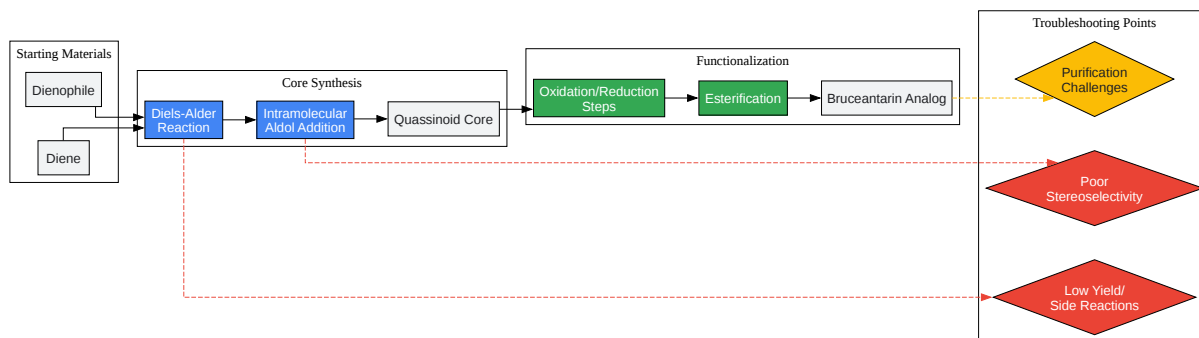 Starting Materials
Dienophile
Diene
Core Synthesis
Diels-Alder
Reaction
Intramolecular
Aldol Addition
Quassinoid Core
Functionalization
Oxidation/Reduction
Steps
Esterification
Bruceantarin Analog
Troubleshooting Points
Purification
Challenges
Poor
Stereoselectivity
Low Yield/
Side Reactions